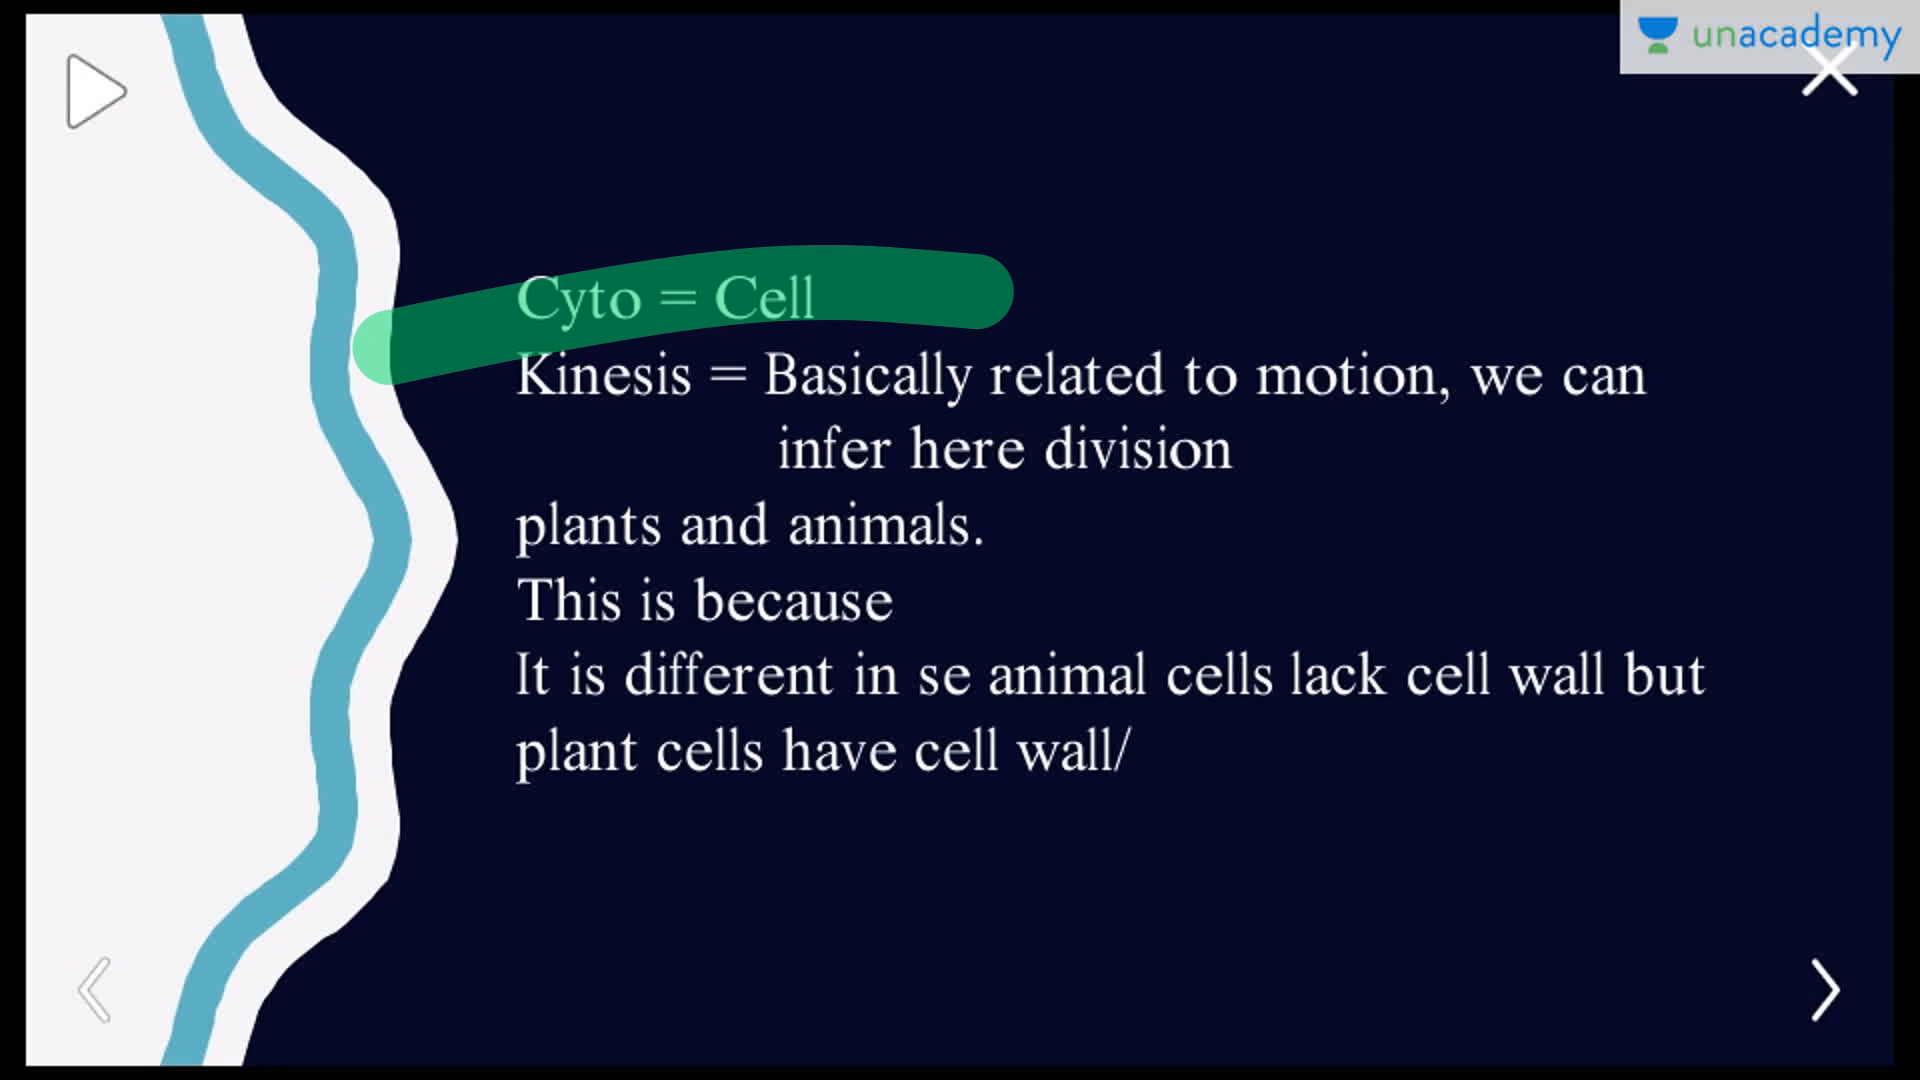 unacademy
Cyto = Cell
Kinesis = Basically related to motion, we can
infer here division
plants and animals.
This is because
It is different in se animal cells lack cell wall but
plant cells have cell wall/